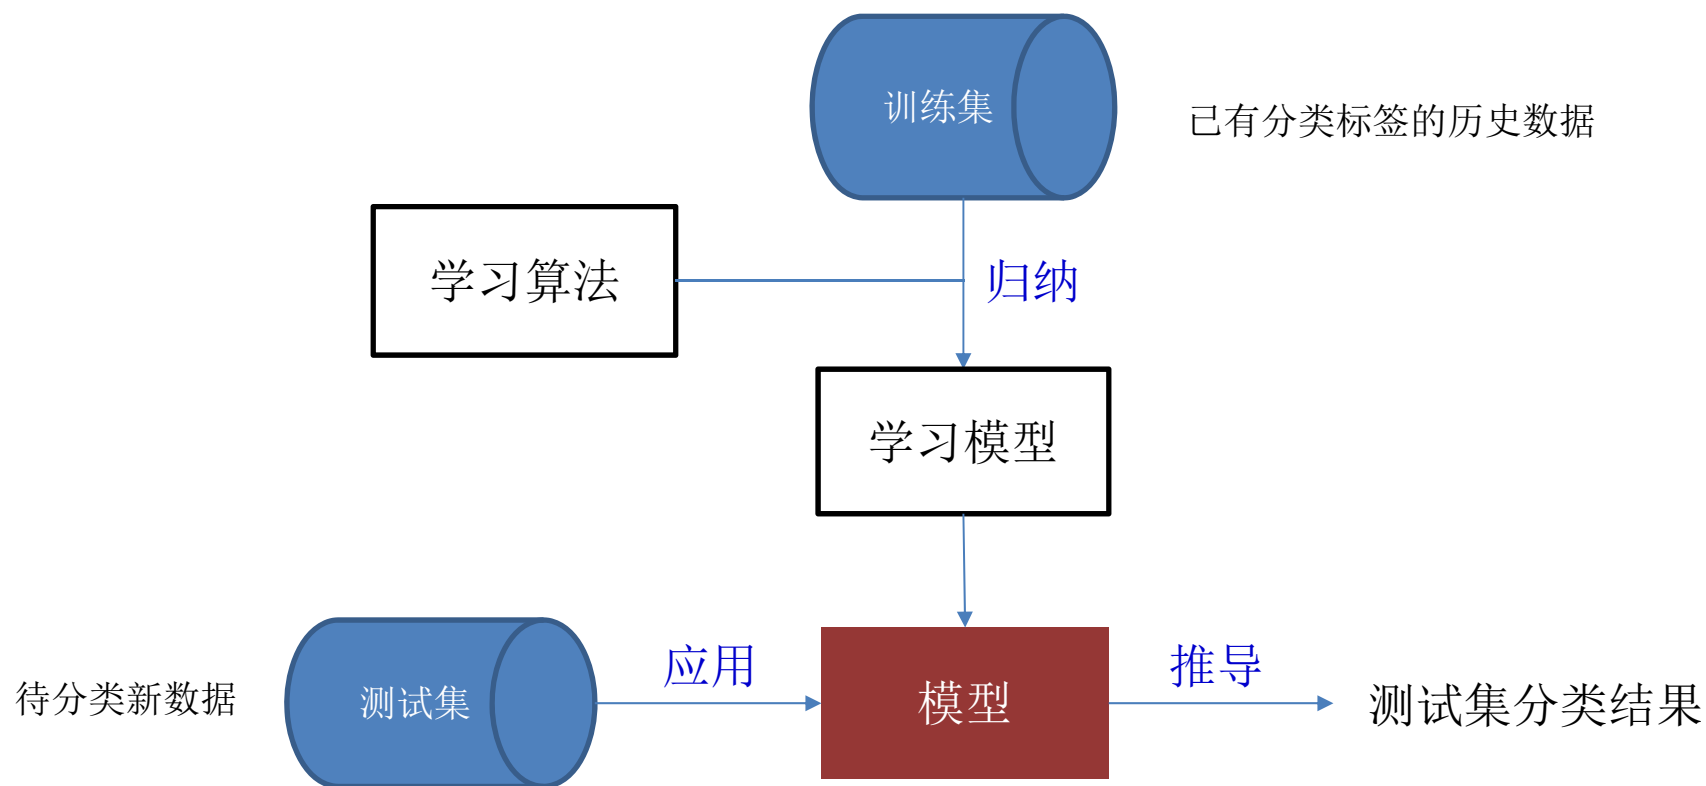 训练集
已有分类标签的历史数据
学习算法
归纳
学习模型
应用
推导
待分类新数据
测试集
模型
测试集分类结果